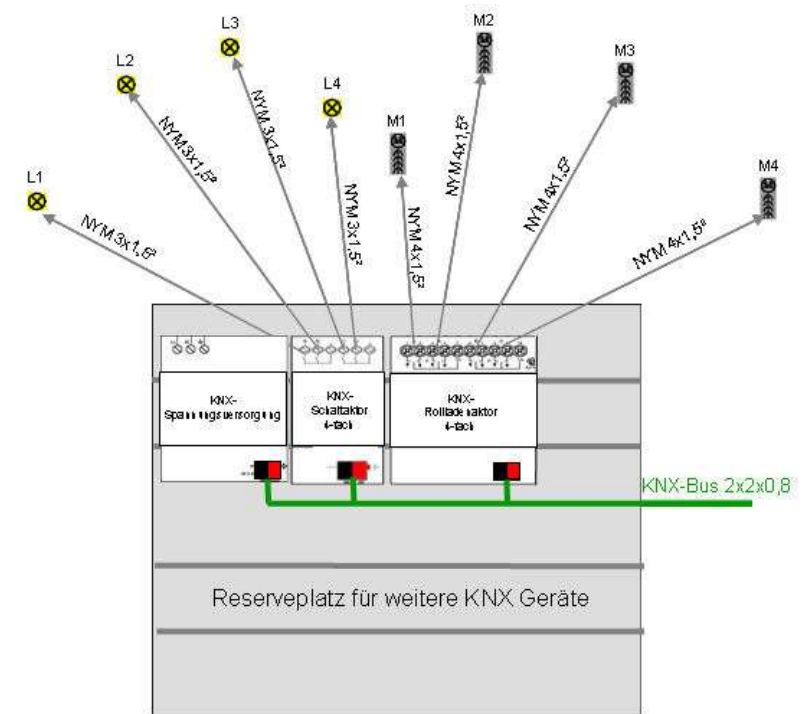 L3
M2
L2
M3
L4
M1
L1
M4
NYM 3x1,6²
NYM 3x1,5²
NYM 3x1,5²
NYM 3x1,5²
NYM 4x1,5²
NYM 4x1,5²
NYM 4x1,5²
NYM 4x1,5²
KNX-
Spannungsversorgung
KNX-
Schaltaktor
4-fach
KNX-
Rollladenaktor
4-fach
KNX-Bus 2x2x0,8
Reserveplatz für weitere KNX Geräte